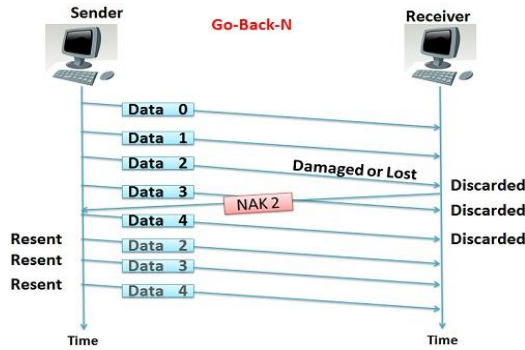 Sender
Go-Back-N
Receiver
Data 0
Data 1
Data 2
Damaged or Lost
Data 3
Discarded
NAK 2
Discarded
Data 4
Resent
Data 2
Discarded
Resent
Data 3
Resent
Data 4
Time
Time